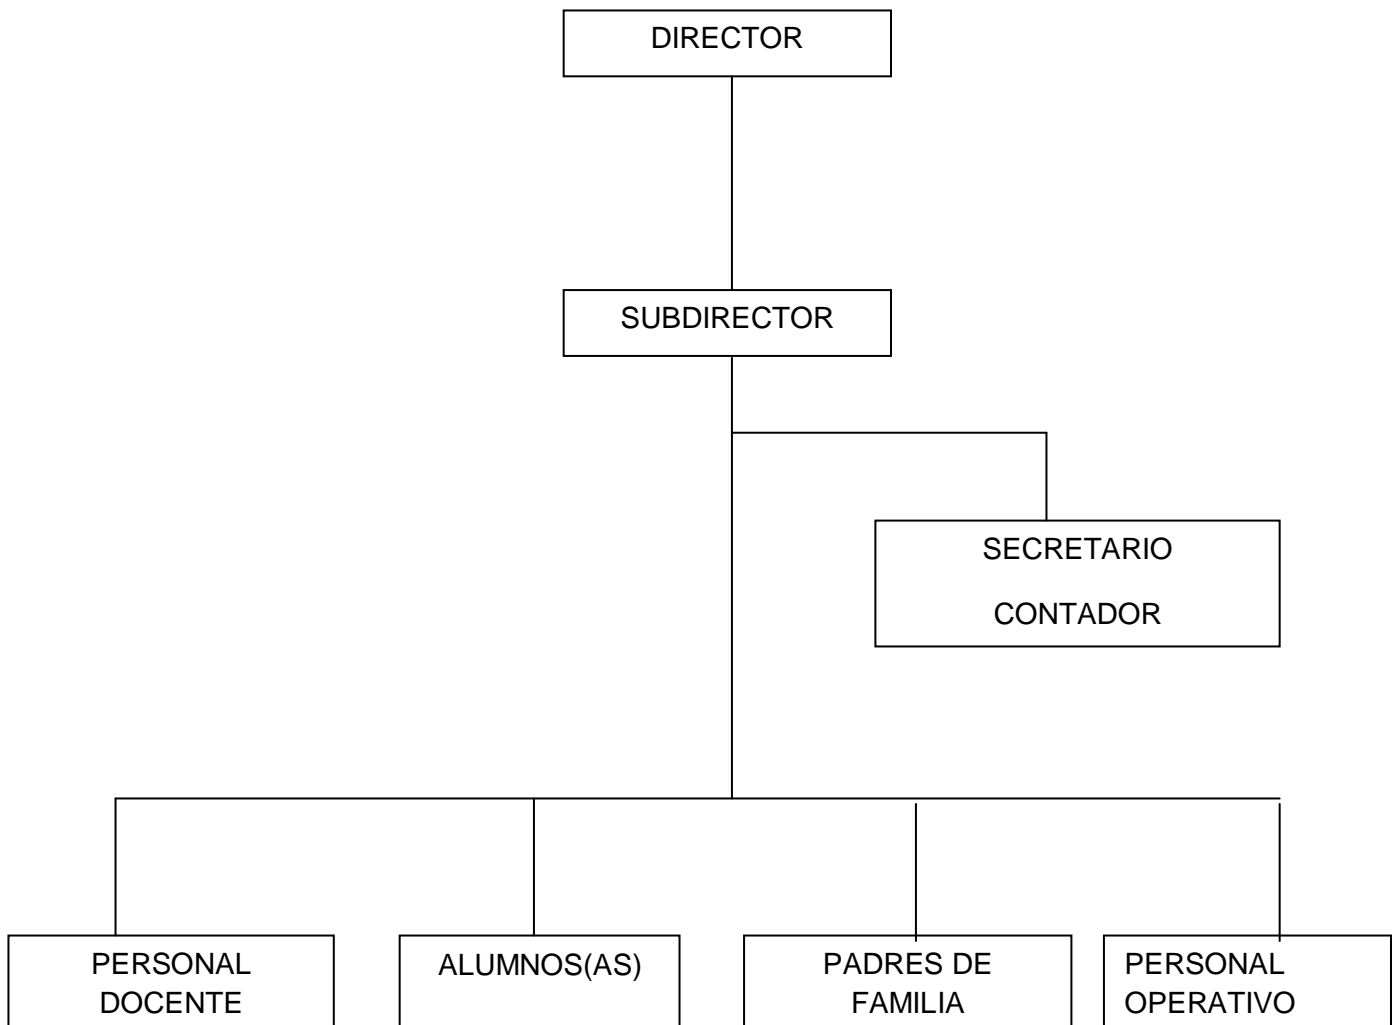 DIRECTOR
SUBDIRECTOR
SECRETARIO
CONTADOR
PERSONAL
DOCENTE
ALUMNOS(AS)
PADRES DE
FAMILIA
PERSONAL
OPERATIVO